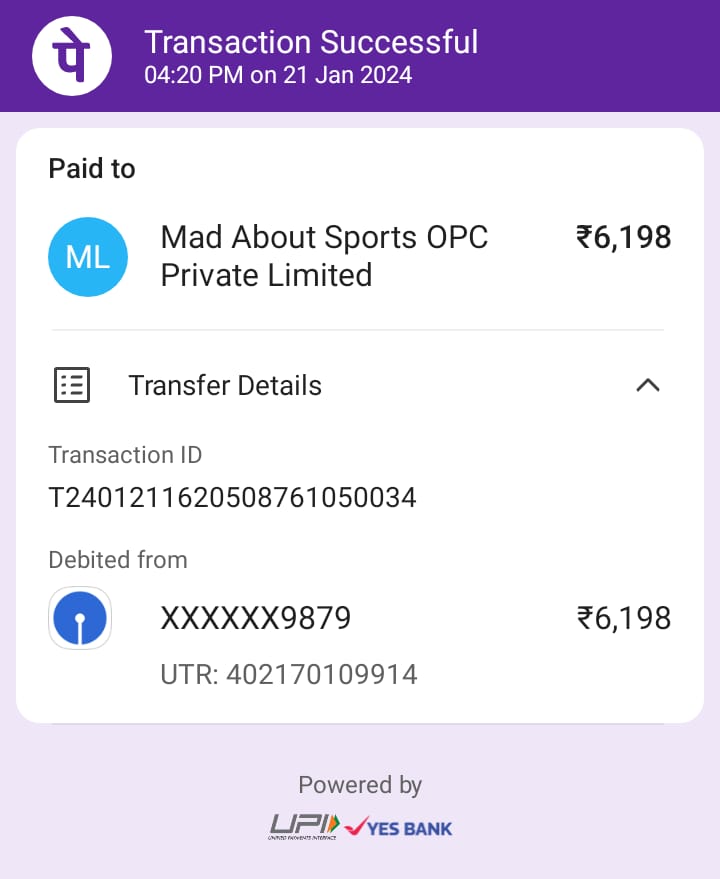 पे
Transaction Successful
04:20 PM on 21 Jan 2024
Paid to
ML
Mad About Sports OPC
Private Limited
₹6,198
Transfer Details
Transaction ID
T2401211620508761050034
Debited from
XXXXXX9879
₹6,198
UTR: 402170109914
Powered by
UPI
UNIFIED PAYMENTS INTERFACE
YES BANK